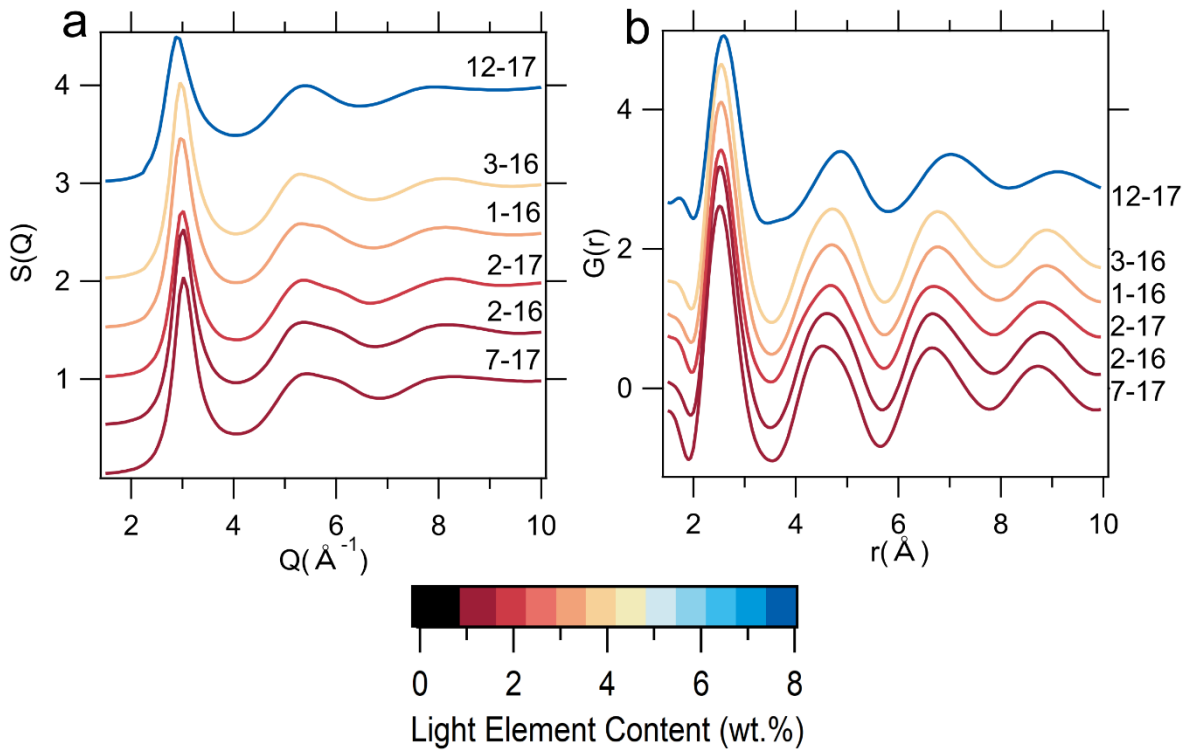 a
S(Q)
4
3
2
1
12-17
3-16
1-16
2-17
2-16
7-17
2 4 6 8 10
Q(Å⁻¹)
b
G(r)
4
2
0
12-17
3-16
1-16
2-17
2-16
7-17
2 4 6 8 10
r(Å)
0 2 4 6 8
Light Element Content (wt.%)